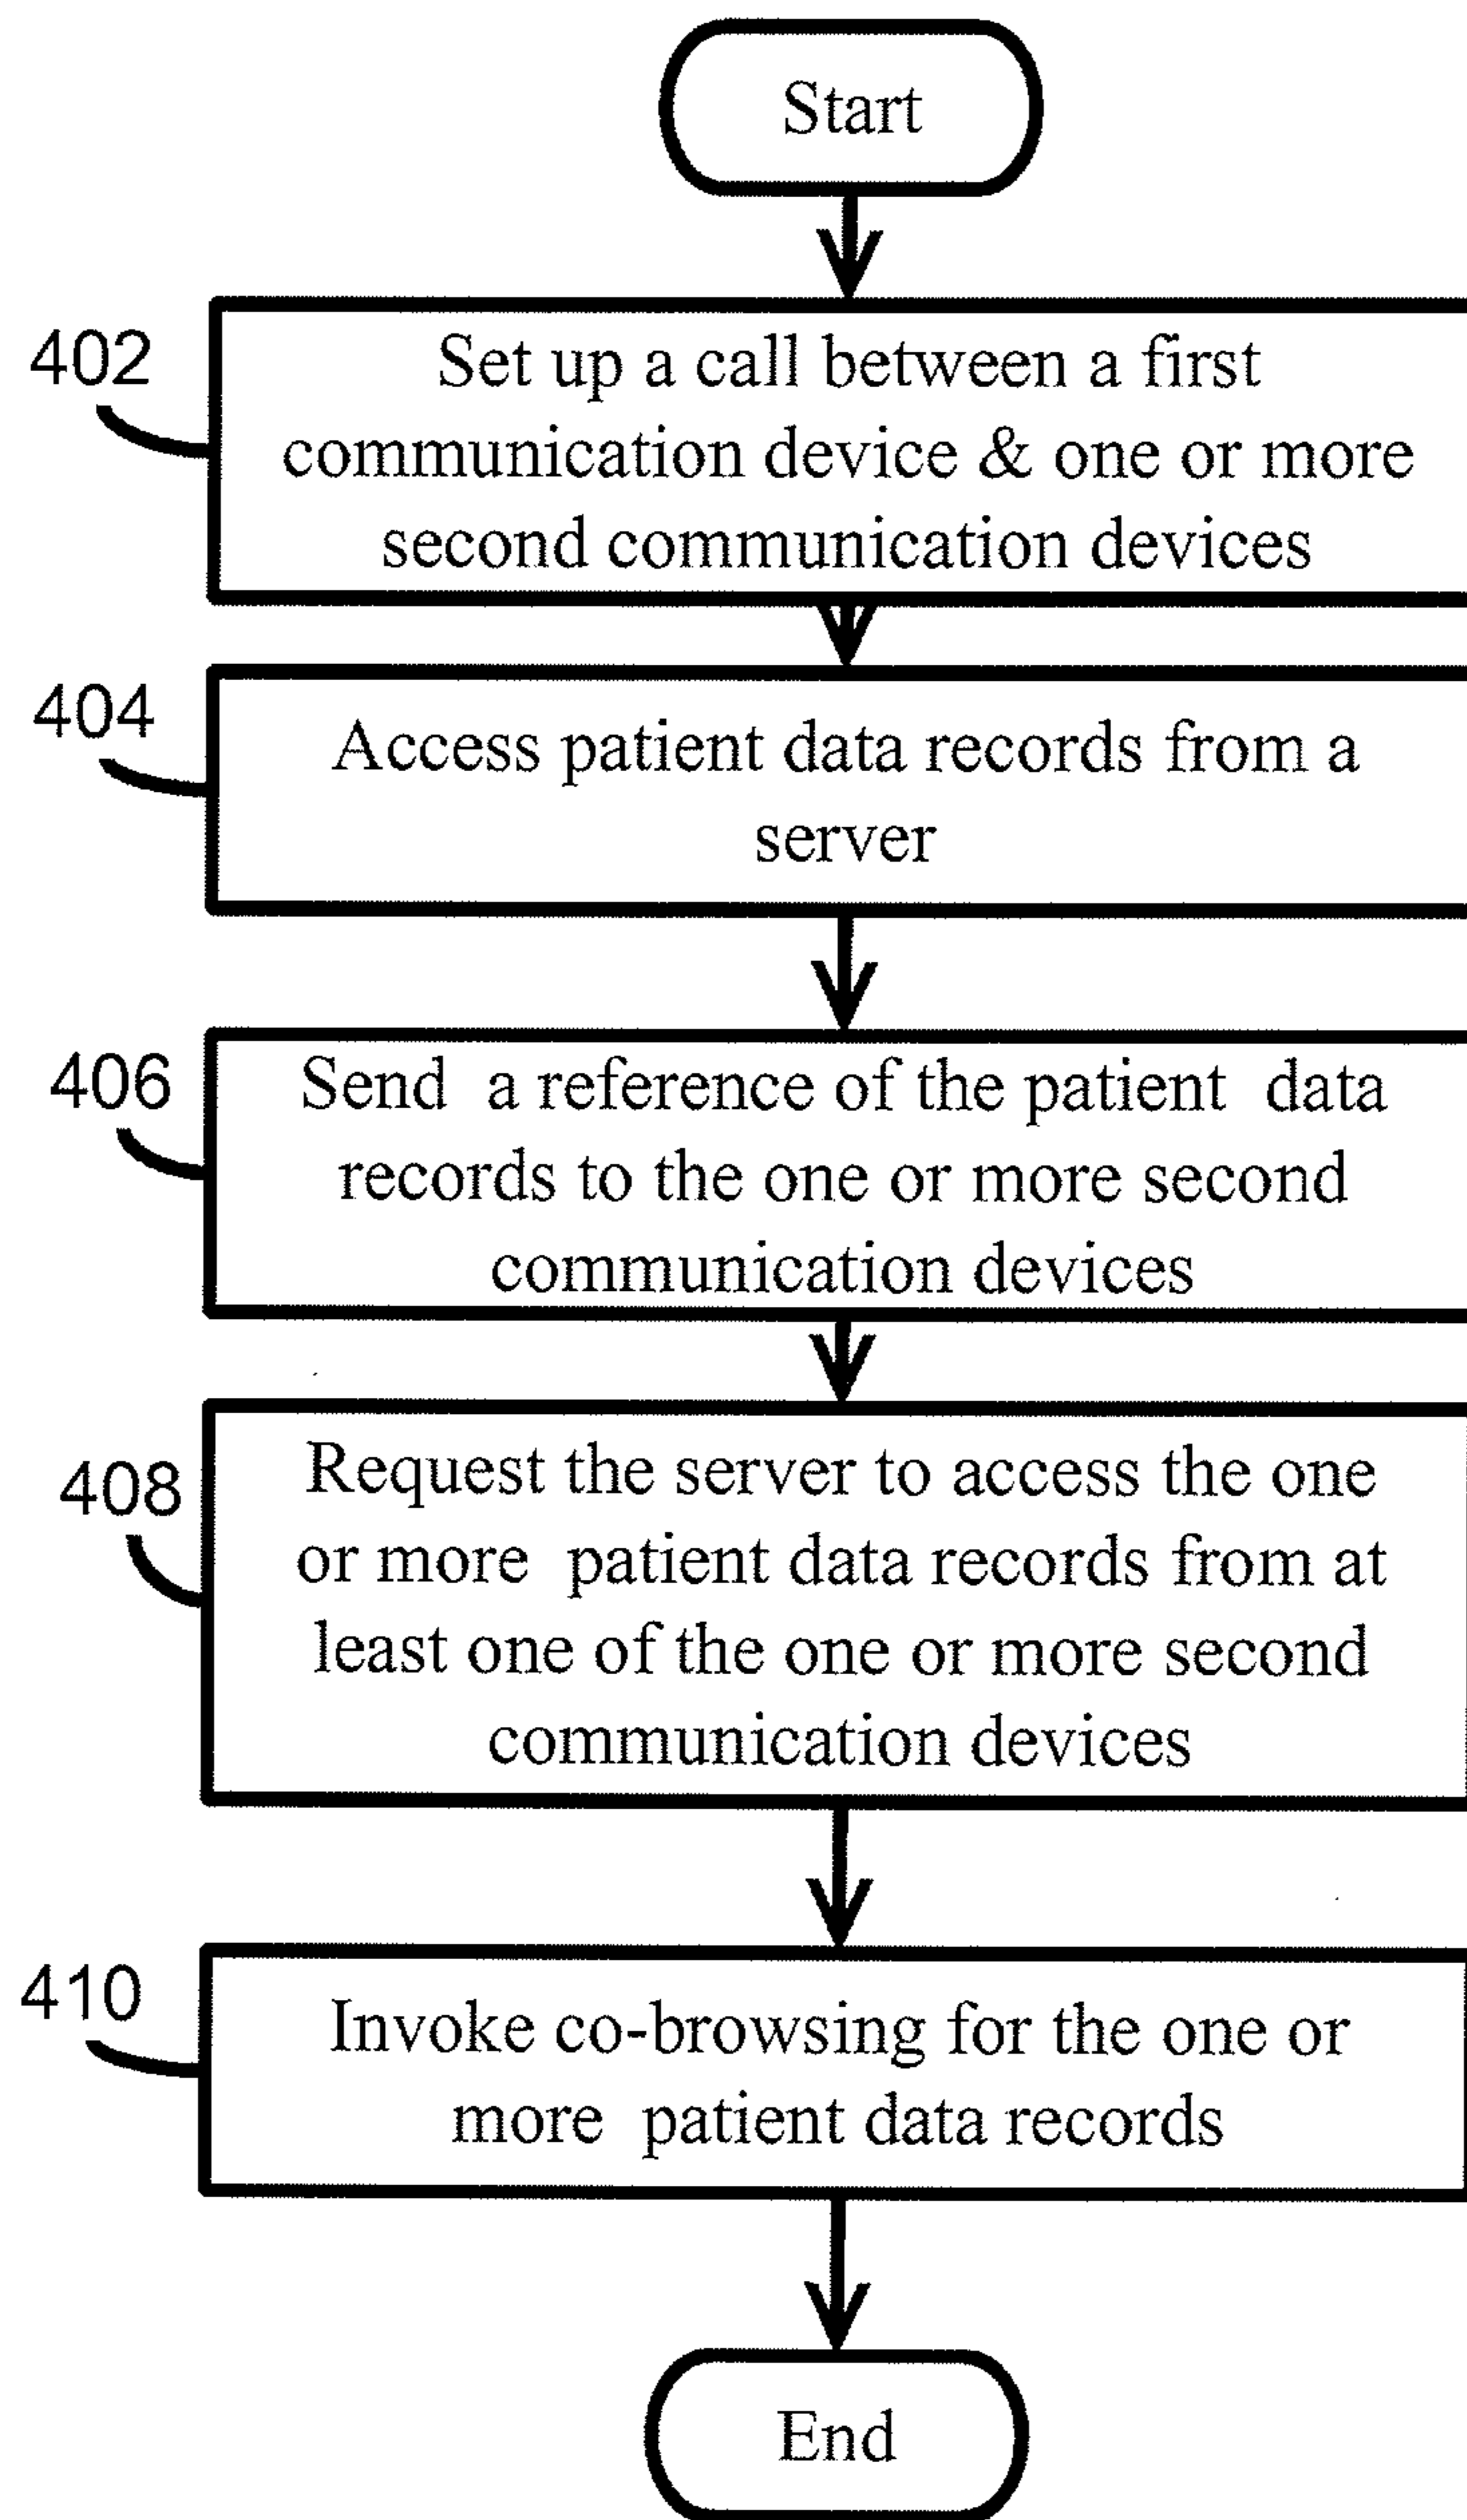 Start
402
Set up a call between a first
communication device & one or more
second communication devices
404
Access patient data records from a
server
406
Send a reference of the patient data
records to the one or more second
communication devices
408
Request the server to access the one
or more patient data records from at
least one of the one or more second
communication devices
410
Invoke co-browsing for the one or
more patient data records
End